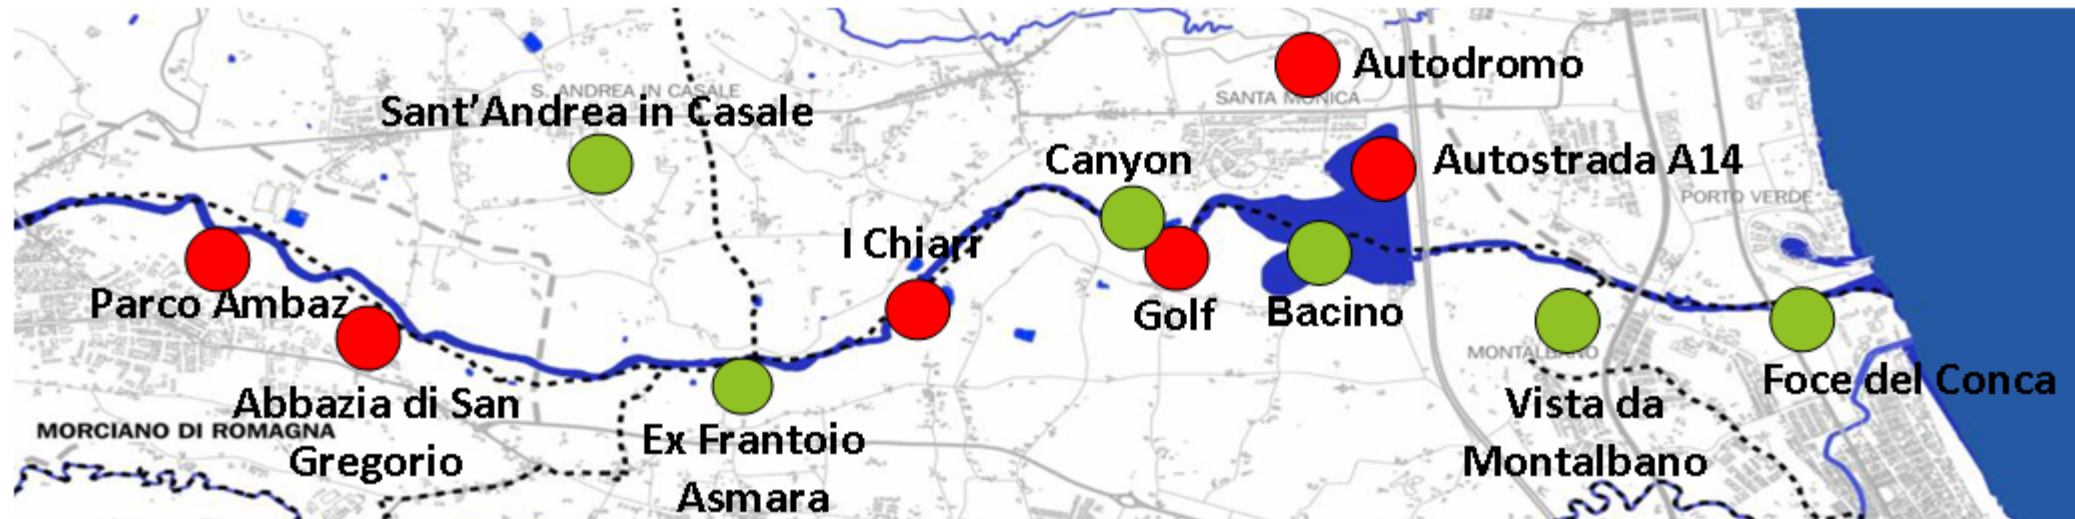 Autodromo
S. ANDREA IN CASALE
SANTA MONICA
Sant'Andrea in Casale
Canyon
Autostrada A14
PORTO VERDE
I Chiarr
Parco Ambaz
Golf
Bacino
MONTALBANO
Foce del Conca
Abbazia di San
Gregorio
Vista da
Montalbano
MORCIANO DI ROMAGNA
Ex Frantoio
Asmara